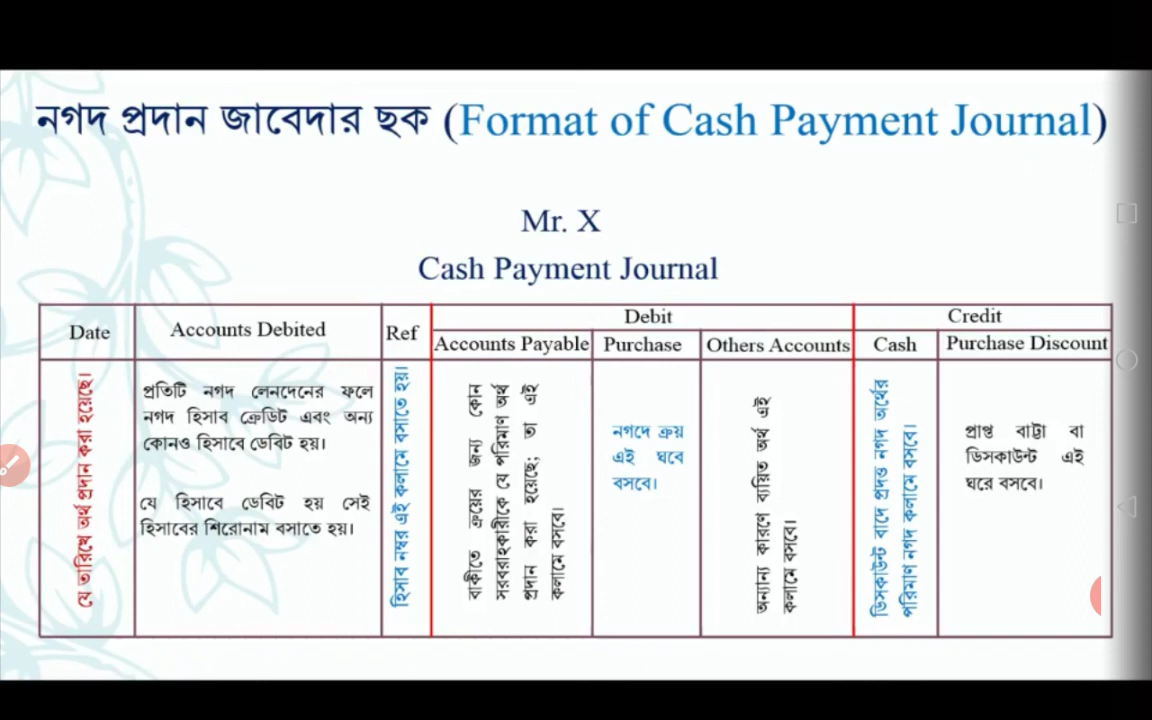 নগদ প্রদান জাবেদার ছক (Format of Cash Payment Journal)
Mr. X
Cash Payment Journal
Date
Accounts Debited
Ref
Debit
Credit
Accounts Payable
Purchase
Others Accounts
Cash
Purchase Discount
যে তারিখে অর্থ প্রদান করা হয়েছে।
প্রতিটি নগদ লেনদেনের ফলে
নগদ হিসাব ক্রেডিট এবং অন্য
কোনও হিসাবে ডেবিট হয়।
যে হিসাবে ডেবিট হয় সেই
হিসাবের শিরোনাম বসাতে হয়।
হিসাব নম্বর এই কলামে বসাতে হয়।
বাকীতে ক্রয়ের জন্য কোন
সরবরাহকারীকে যে পরিমাণ অর্থ
প্রদান করা হয়েছে; তা এই
কলামে বসবে।
নগদে ক্রয়
এই ঘবে
বসবে।
অন্যান্য কারণে ব্যয়িত অর্থ এই
কলামে বসবে।
ডিসকাউন্ট বাদে প্রদত্ত নগদ অর্থের
পরিমাণ নগদ কলামে বসবে।
প্রাপ্ত বাট্টা বা
ডিসকাউন্ট এই
ঘরে বসবে।